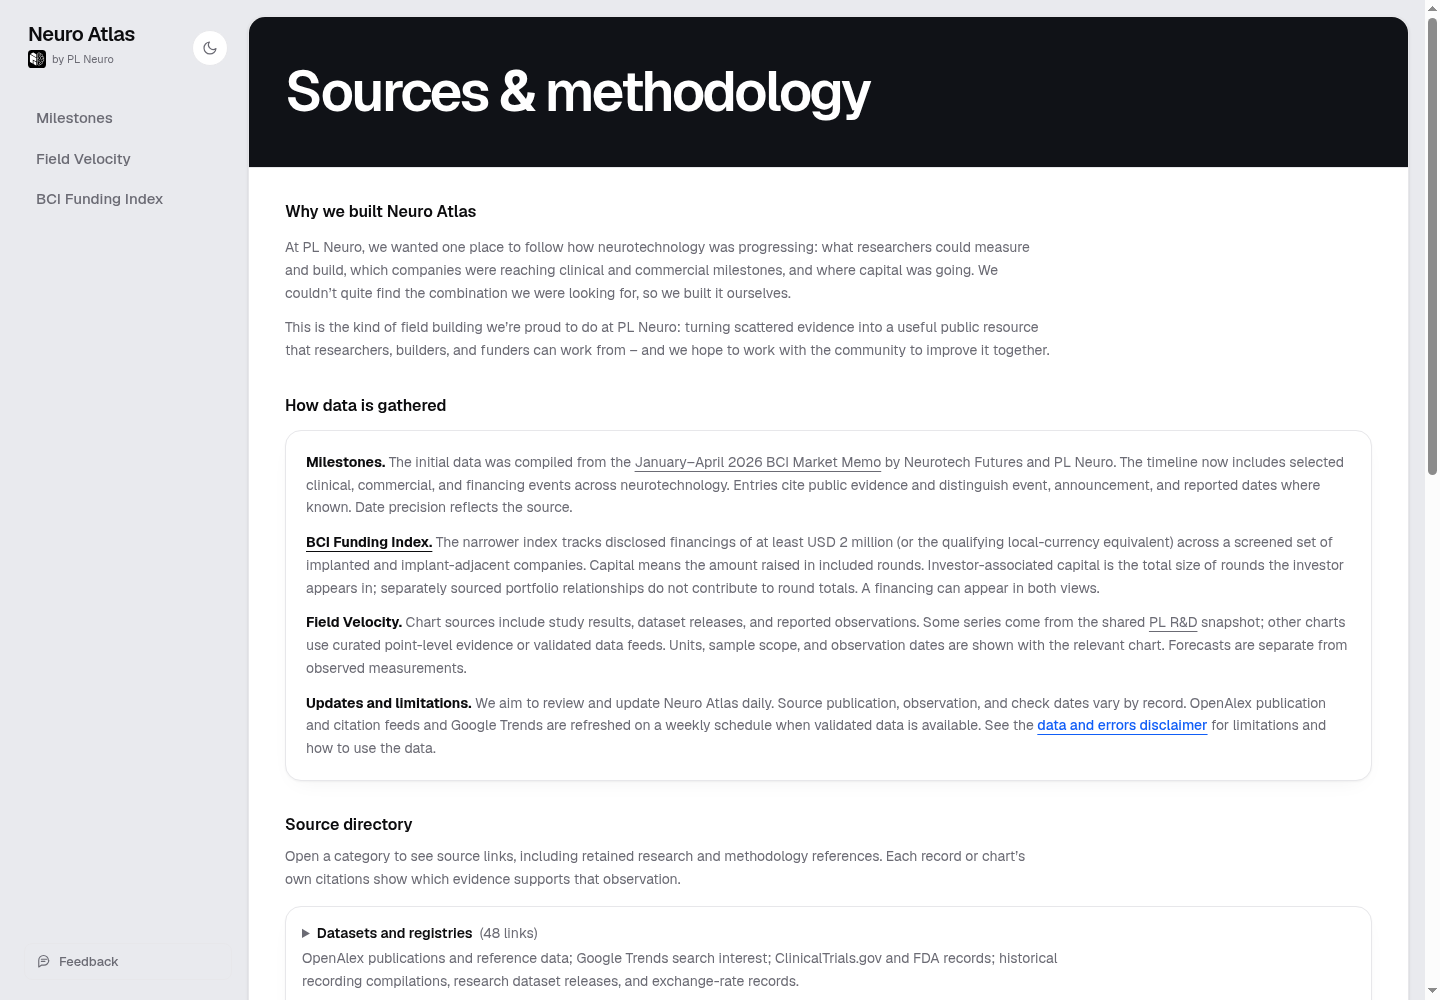 Neuro Atlas
by PL Neuro
Milestones
Field Velocity
BCI Funding Index
Feedback
Sources & methodology
Why we built Neuro Atlas
At PL Neuro, we wanted one place to follow how neurotechnology was progressing: what researchers could measure
and build, which companies were reaching clinical and commercial milestones, and where capital was going. We
couldn’t quite find the combination we were looking for, so we built it ourselves.
This is the kind of field building we’re proud to do at PL Neuro: turning scattered evidence into a useful public resource
that researchers, builders, and funders can work from – and we hope to work with the community to improve it together.
How data is gathered
Milestones. The initial data was compiled from the January–April 2026 BCI Market Memo by Neurotech Futures and PL Neuro. The timeline now includes selected
clinical, commercial, and financing events across neurotechnology. Entries cite public evidence and distinguish event, announcement, and reported dates where
known. Date precision reflects the source.
BCI Funding Index. The narrower index tracks disclosed financings of at least USD 2 million (or the qualifying local-currency equivalent) across a screened set of
implanted and implant-adjacent companies. Capital means the amount raised in included rounds. Investor-associated capital is the total size of rounds the investor
appears in; separately sourced portfolio relationships do not contribute to round totals. A financing can appear in both views.
Field Velocity. Chart sources include study results, dataset releases, and reported observations. Some series come from the shared PL R&D snapshot; other charts
use curated point-level evidence or validated data feeds. Units, sample scope, and observation dates are shown with the relevant chart. Forecasts are separate from
observed measurements.
Updates and limitations. We aim to review and update Neuro Atlas daily. Source publication, observation, and check dates vary by record. OpenAlex publication
and citation feeds and Google Trends are refreshed on a weekly schedule when validated data is available. See the data and errors disclaimer for limitations and
how to use the data.
Source directory
Open a category to see source links, including retained research and methodology references. Each record or chart’s
own citations show which evidence supports that observation.
Datasets and registries (48 links)
OpenAlex publications and reference data; Google Trends search interest; ClinicalTrials.gov and FDA records; historical
recording compilations, research dataset releases, and exchange-rate records.